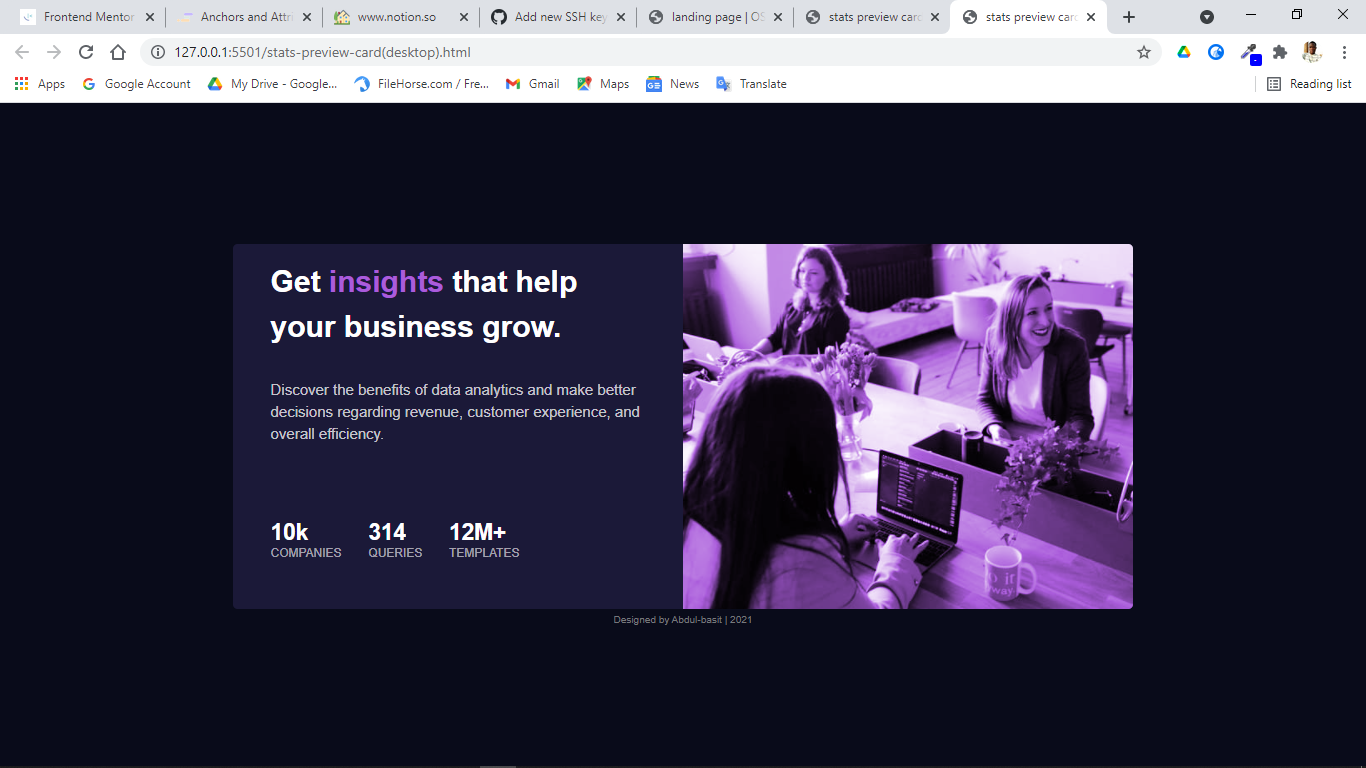 Frontend Mentor
Anchors and Attri
www.notion.so
Add new SSH key
landing page | OS
stats preview card
stats preview card
127.0.0.1:5501/stats-preview-card(desktop).html
Apps
Google Account
My Drive - Google...
FileHorse.com / Fre...
Gmail
Maps
News
Translate
Reading list
Get insights that help
your business grow.
Discover the benefits of data analytics and make better
decisions regarding revenue, customer experience, and
overall efficiency.
10k 314 12M+
COMPANIES QUERIES TEMPLATES
Designed by Abdul-basit | 2021